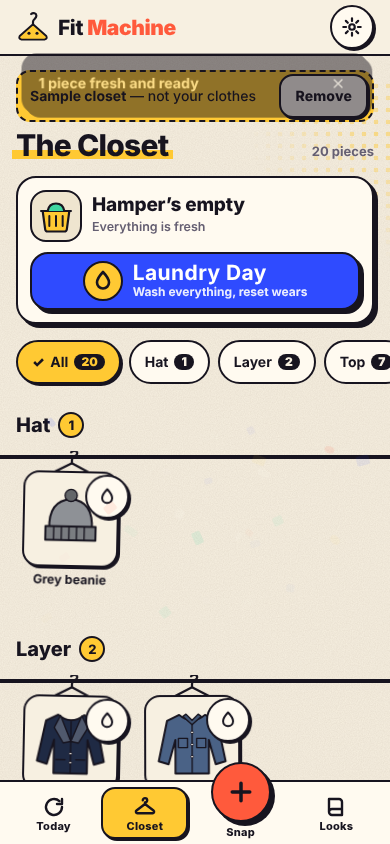 Fit Machine
1 piece fresh and ready
Sample closet — not your clothes
Remove
The Closet
20 pieces
Hamper's empty
Everything is fresh
Laundry Day
Wash everything, reset wears
All 20
Hat 1
Layer 2
Top 7
Hat 1
Grey beanie
Layer 2
Today
Closet
Snap
Looks